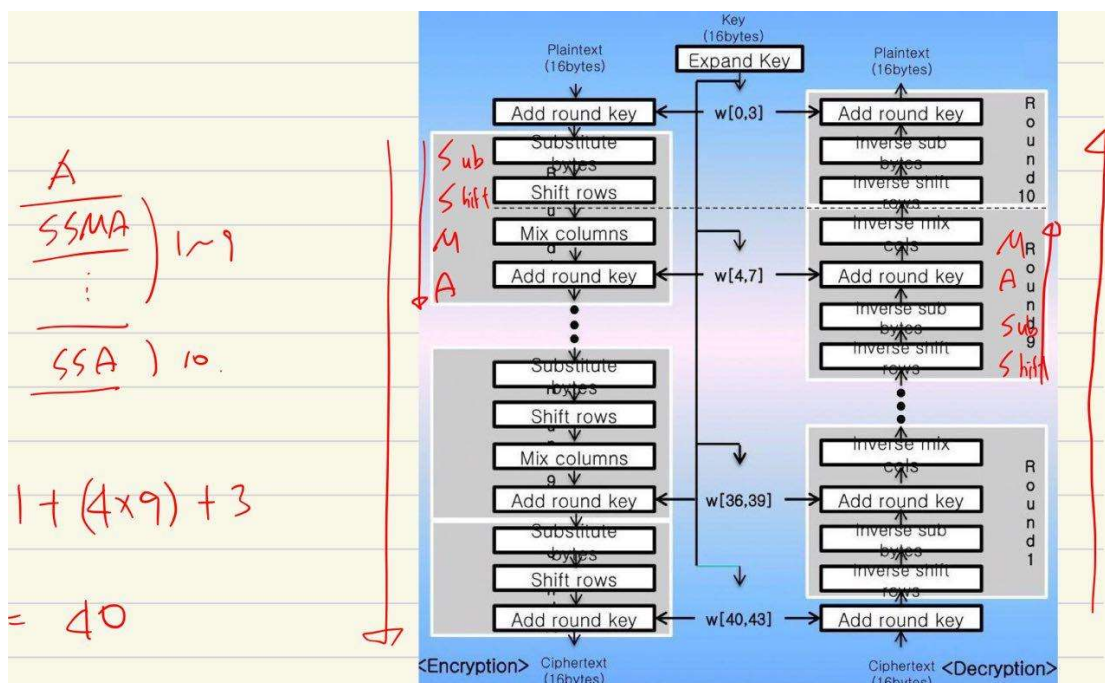 A
SSMA ) 1~9
⋮
SSA ) 10.
1 + (4×9) + 3
= 40
Key
(16bytes)
Expand Key
Plaintext
(16bytes)
Add round key
Substitute
bytes
Shift rows
Mix columns
Add round key
Substitute
bytes
Shift rows
Mix columns
9
Add round key
Substitute
bytes
Shift rows
Add round key
<Encryption>
Ciphertext
(16bytes)
Sub
Shift
M
A
w[0,3]
w[4,7]
w[36,39]
w[40,43]
Plaintext
(16bytes)
Add round key
Inverse sub
bytes
Inverse shift
rows
Round 10
Inverse mix
cols
Add round key
Inverse sub
bytes
Inverse shift
rows
Round 9
M
A
Sub
Shift
Inverse mix
cols
Add round key
Inverse sub
bytes
Inverse shift
rows
Round 1
Add round key
Ciphertext
(16bytes)
<Decryption>